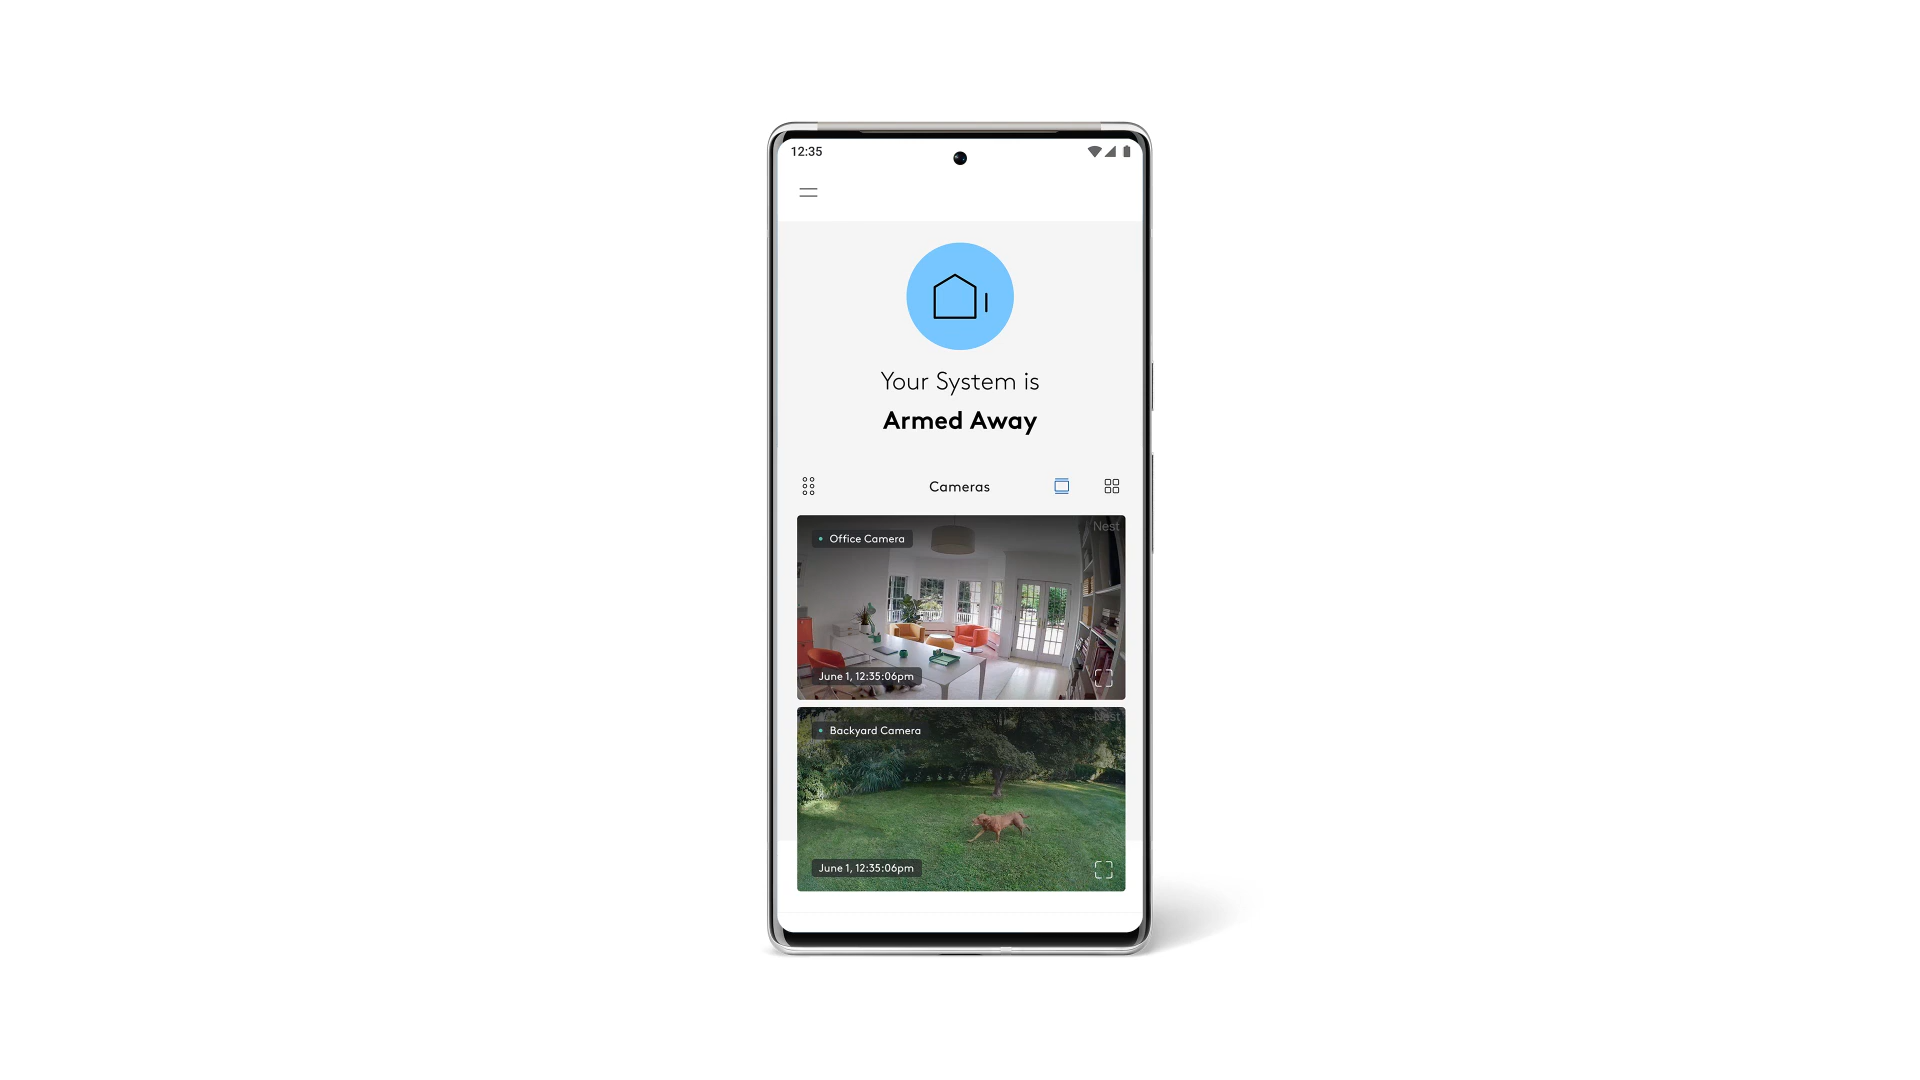 12:35
Your System is
Armed Away
Cameras
Nest
Office Camera
June 1, 12:35:06pm
Nest
Backyard Camera
June 1, 12:35:06pm